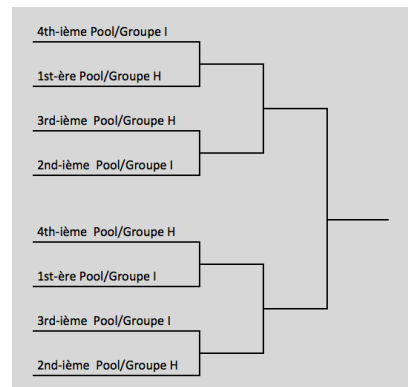 4th-ième Pool/Groupe I
1st-ère Pool/Groupe H
3rd-ième Pool/Groupe H
2nd-ième Pool/Groupe I
4th-ième Pool/Groupe H
1st-ère Pool/Groupe I
3rd-ième Pool/Groupe I
2nd-ième Pool/Groupe H